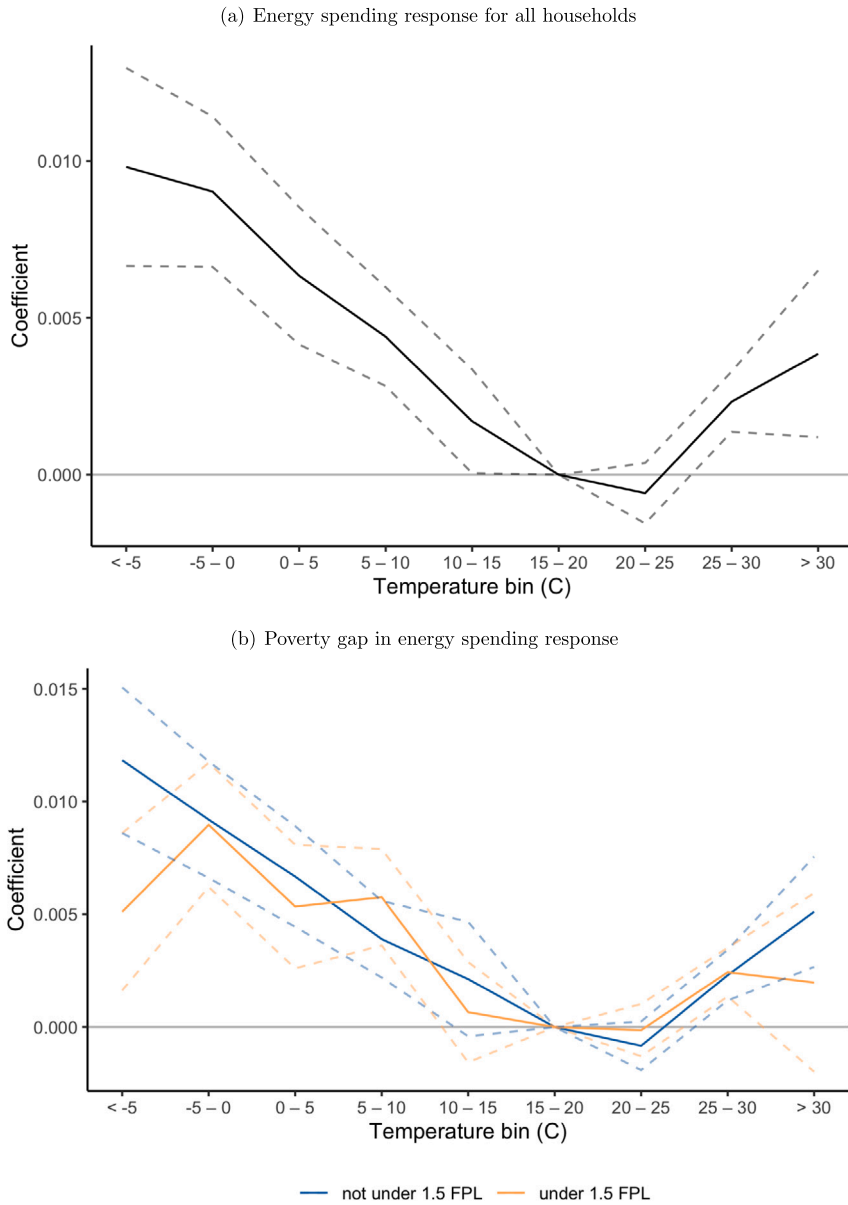 (a) Energy spending response for all households
0.010
0.005
0.000
Coefficient
< -5 -5 – 0 0 – 5 5 – 10 10 – 15 15 – 20 20 – 25 25 – 30 > 30
Temperature bin (C)
(b) Poverty gap in energy spending response
0.015
0.010
0.005
0.000
Coefficient
< -5 -5 – 0 0 – 5 5 – 10 10 – 15 15 – 20 20 – 25 25 – 30 > 30
Temperature bin (C)
not under 1.5 FPL under 1.5 FPL